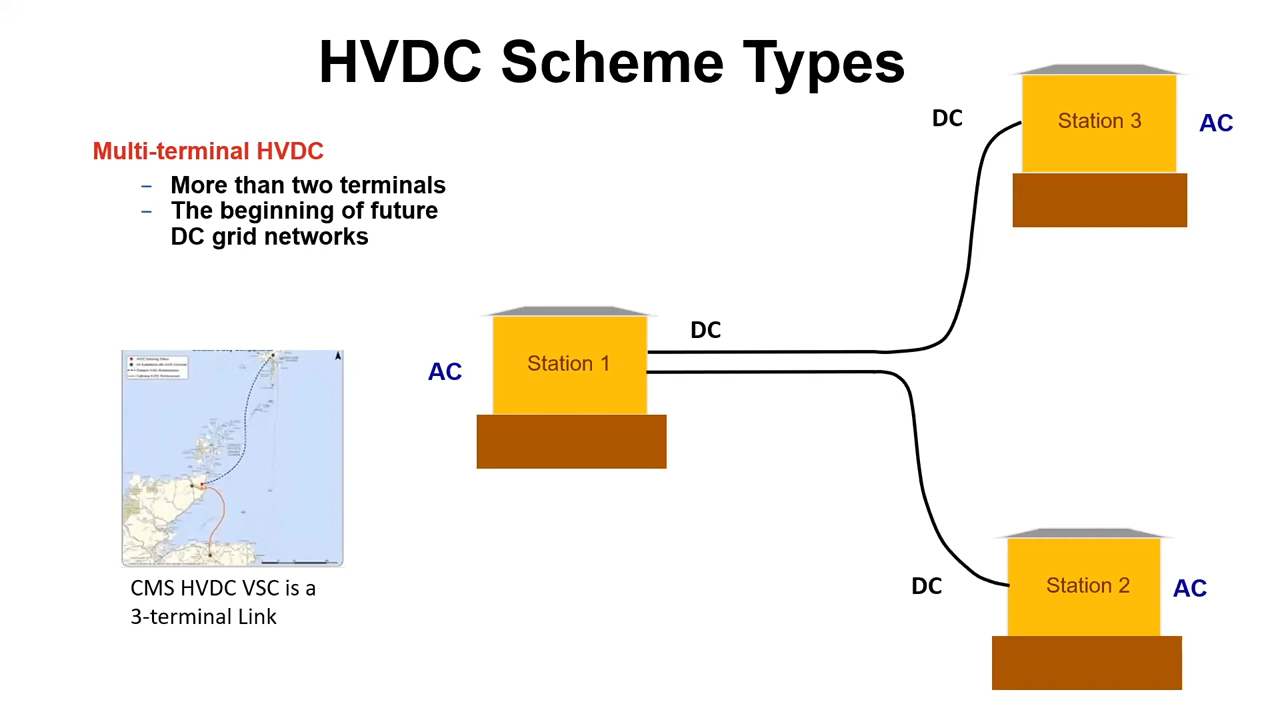 HVDC Scheme Types
Multi-terminal HVDC
– More than two terminals
– The beginning of future
DC grid networks
DC
Station 3
AC
DC
Station 1
AC
DC
Station 2
AC
CMS HVDC VSC is a
3-terminal Link